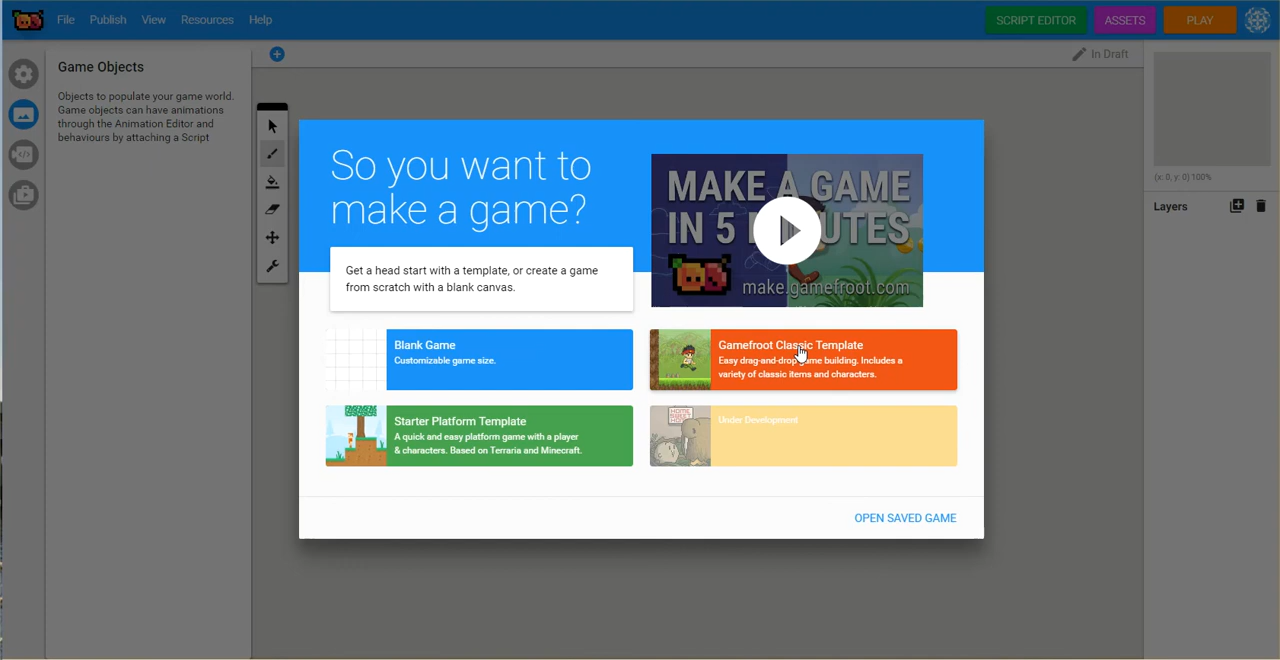 File Publish View Resources Help
SCRIPT EDITOR ASSETS PLAY
Game Objects
Objects to populate your game world.
Game objects can have animations
through the Animation Editor and
behaviours by attaching a Script
In Draft
(x: 0, y: 0) 100%
Layers
So you want to
make a game?
Get a head start with a template, or create a game
from scratch with a blank canvas.
MAKE A GAME
IN 5 MINUTES
make.gamefroot.com
Blank Game
Customizable game size.
Gamefroot Classic Template
Easy drag-and-drop game building. Includes a
variety of classic items and characters.
Starter Platform Template
A quick and easy platform game with a player
& characters. Based on Terraria and Minecraft.
HOME
SWEET
Under Development
OPEN SAVED GAME